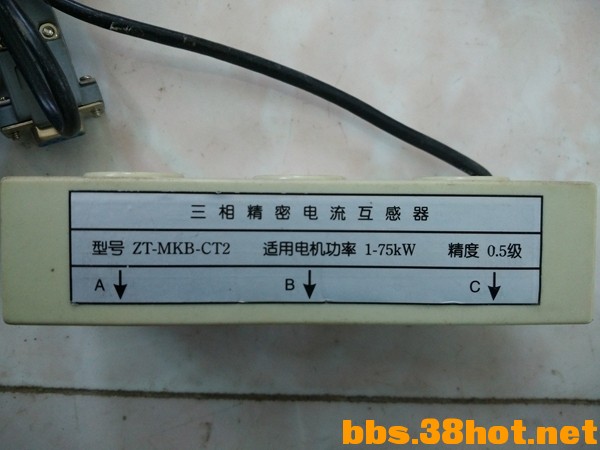 三相精密电流互感器
型号 ZT-MKB-CT2 适用电机功率 1-75kW 精度 0.5级
A ↓ B ↓ C ↓
bbs.38hot.net